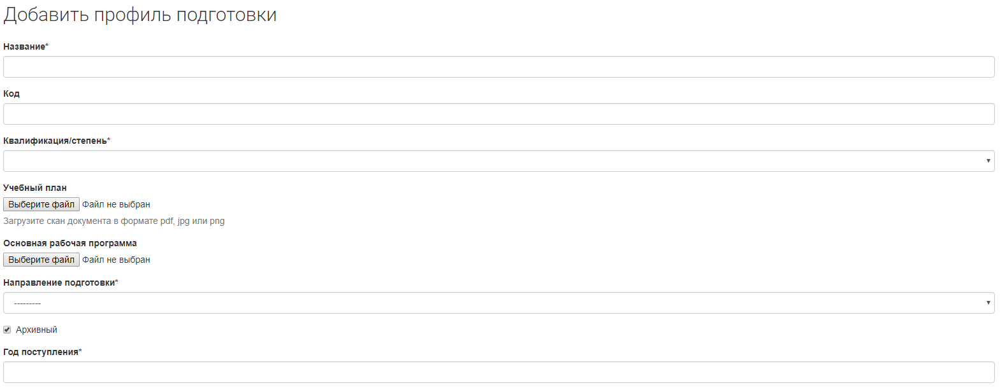 Добавить профиль подготовки
Название*
Код
Квалификация/степень*
Учебный план
Выберите файл Файл не выбран
Загрузите скан документа в формате pdf, jpg или png
Основная рабочая программа
Выберите файл Файл не выбран
Направление подготовки*
---------
Архивный
Год поступления*